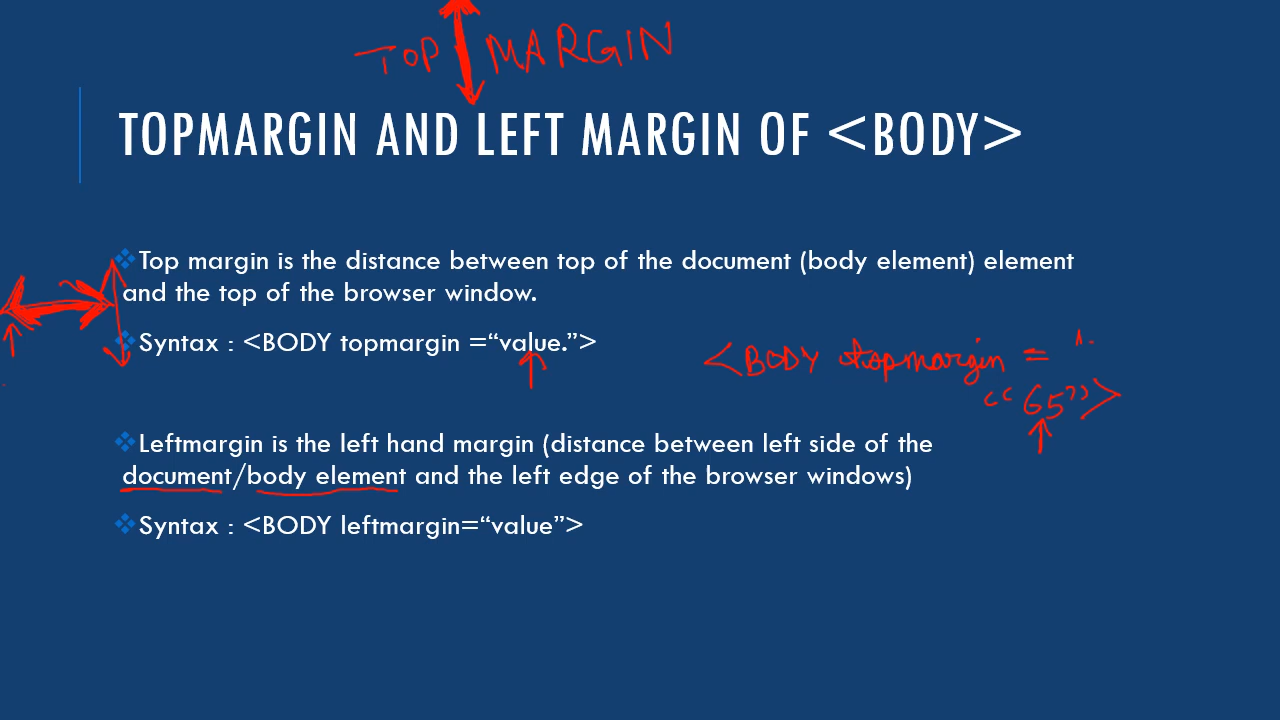 TOP MARGIN
TOPMARGIN AND LEFT MARGIN OF <BODY>
❖Top margin is the distance between top of the document (body element) element
and the top of the browser window.
❖Syntax : <BODY topmargin =“value.”>
<BODY topmargin =
“65”>
❖Leftmargin is the left hand margin (distance between left side of the
document/body element and the left edge of the browser windows)
❖Syntax : <BODY leftmargin=“value”>